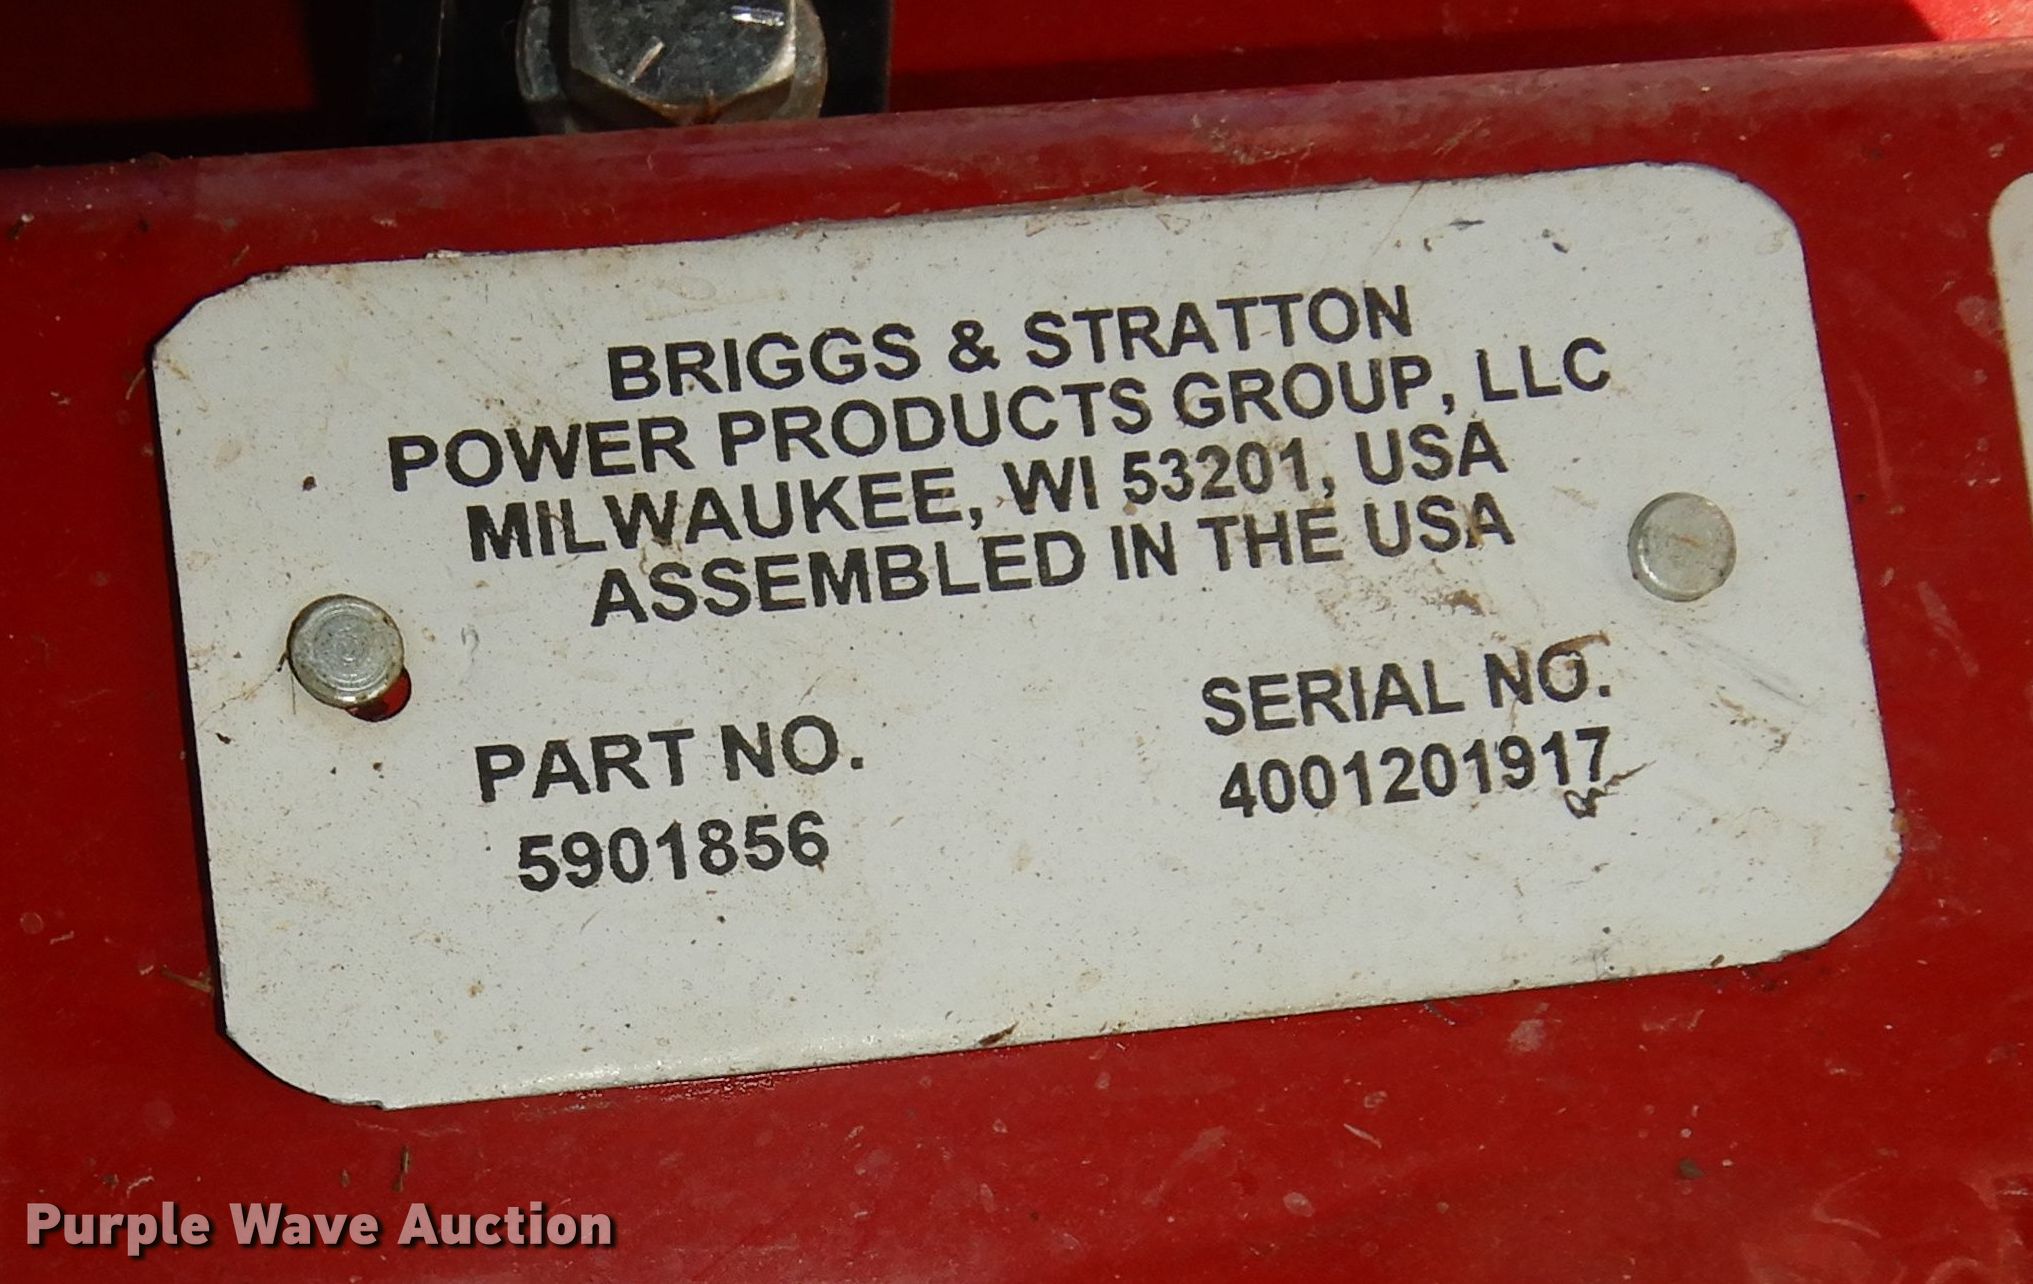 BRIGGS & STRATTON
POWER PRODUCTS GROUP, LLC
MILWAUKEE, WI 53201, USA
ASSEMBLED IN THE USA
PART NO.
5901856
SERIAL NO.
4001201917
Purple Wave Auction